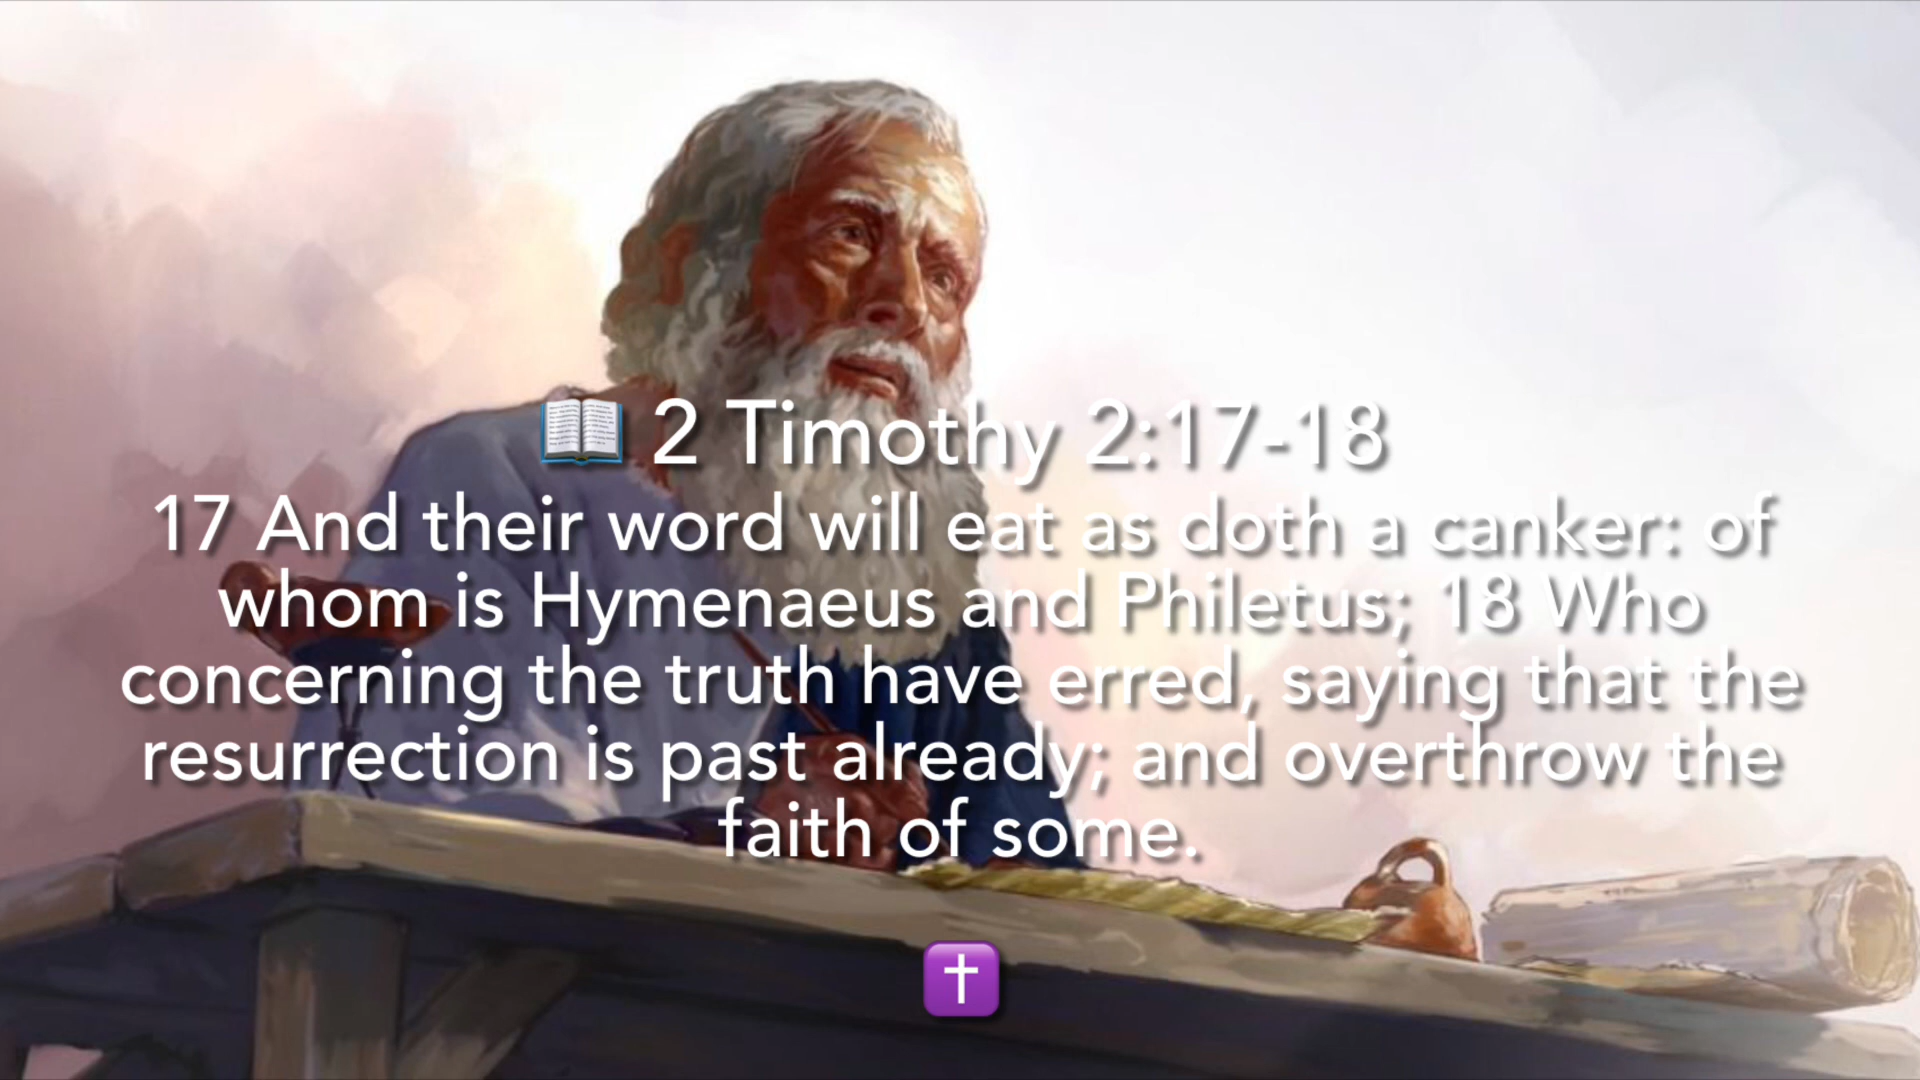 📖 2 Timothy 2:17-18
17 And their word will eat as doth a canker: of
whom is Hymenaeus and Philetus; 18 Who
concerning the truth have erred, saying that the
resurrection is past already; and overthrow the
faith of some.
✝️